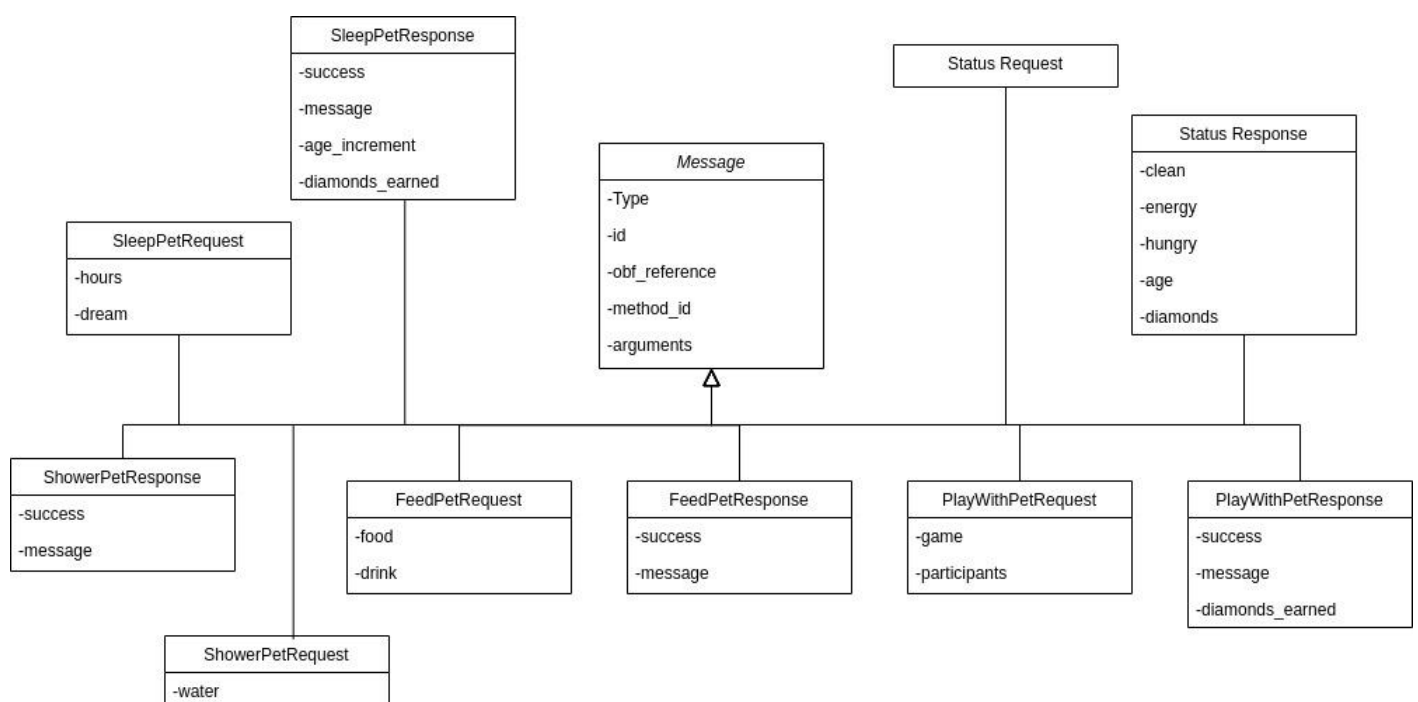 SleepPetResponse
-success
-message
-age_increment
-diamonds_earned
Status Request
Status Response
-clean
-energy
-hungry
-age
-diamonds
Message
-Type
-id
-obf_reference
-method_id
-arguments
SleepPetRequest
-hours
-dream
ShowerPetResponse
-success
-message
FeedPetRequest
-food
-drink
FeedPetResponse
-success
-message
PlayWithPetRequest
-game
-participants
PlayWithPetResponse
-success
-message
-diamonds_earned
ShowerPetRequest
-water